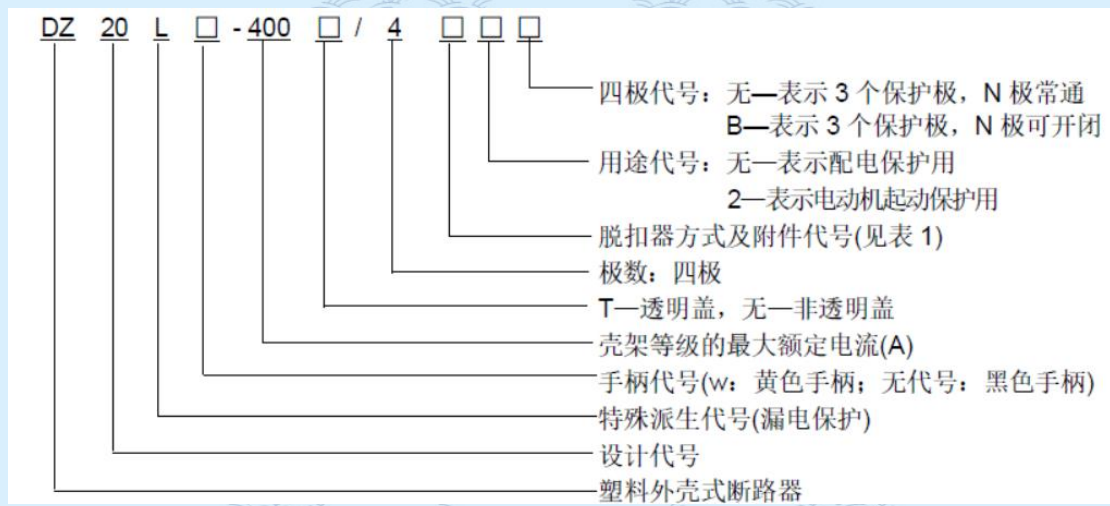 DZ 20 L □ - 400 □ / 4 □ □ □
四极代号：无—表示 3 个保护极，N 极常通
B—表示 3 个保护极，N 极可开闭
用途代号：无—表示配电保护用
2—表示电动机起动保护用
脱扣器方式及附件代号(见表 1)
极数：四极
T—透明盖，无—非透明盖
壳架等级的最大额定电流(A)
手柄代号(w：黄色手柄；无代号：黑色手柄)
特殊派生代号(漏电保护)
设计代号
塑料外壳式断路器